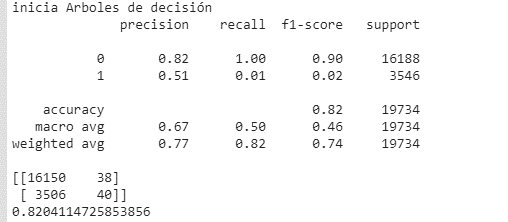 inicia Arboles de decisión
precision recall f1-score support
0 0.82 1.00 0.90 16188
1 0.51 0.01 0.02 3546
accuracy 0.82 19734
macro avg 0.67 0.50 0.46 19734
weighted avg 0.77 0.82 0.74 19734
[[16150 38]
[ 3506 40]]
0.8204114725853856